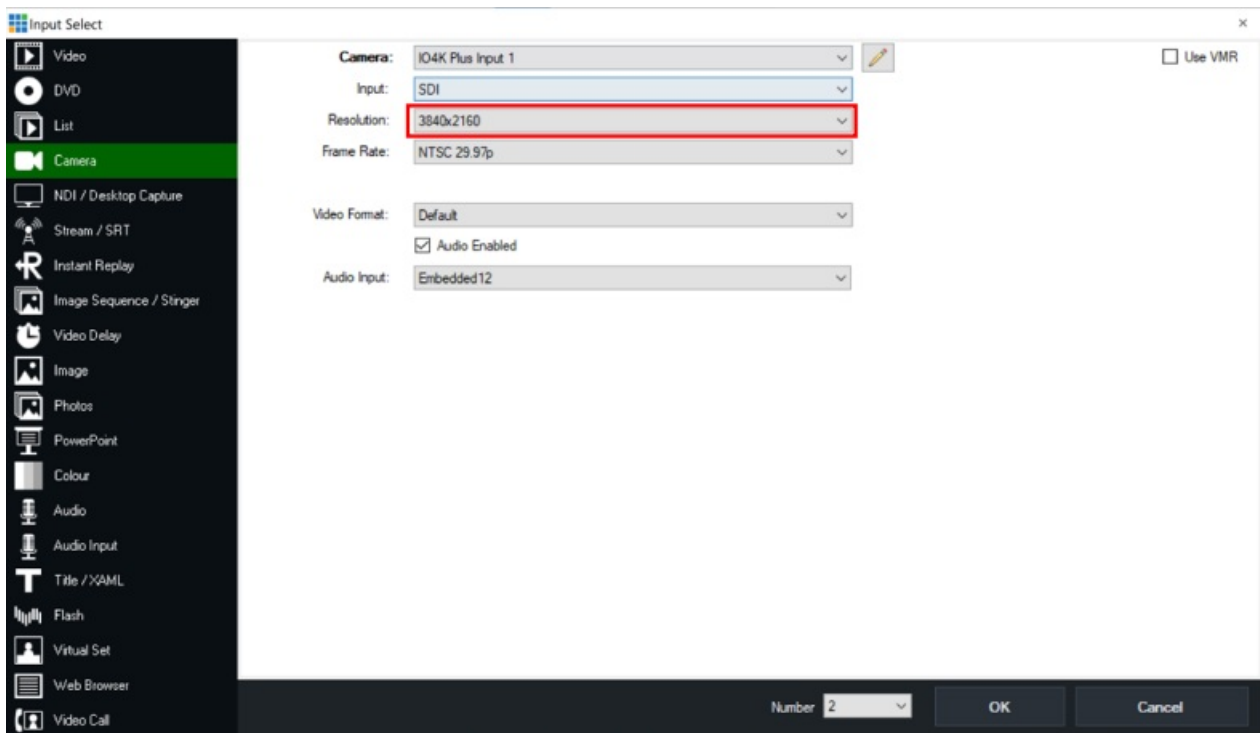 Input Select
Video
DVD
List
Camera
NDI / Desktop Capture
Stream / SRT
Instant Replay
Image Sequence / Stinger
Video Delay
Image
Photos
PowerPoint
Colour
Audio
Audio Input
Title / XAML
Flash
Virtual Set
Web Browser
Video Call
Camera: IO4K Plus Input 1 Use VMR
Input: SDI
Resolution: 3840x2160
Frame Rate: NTSC 29.97p
Video Format: Default
Audio Enabled
Audio Input: Embedded12
Number 2 OK Cancel